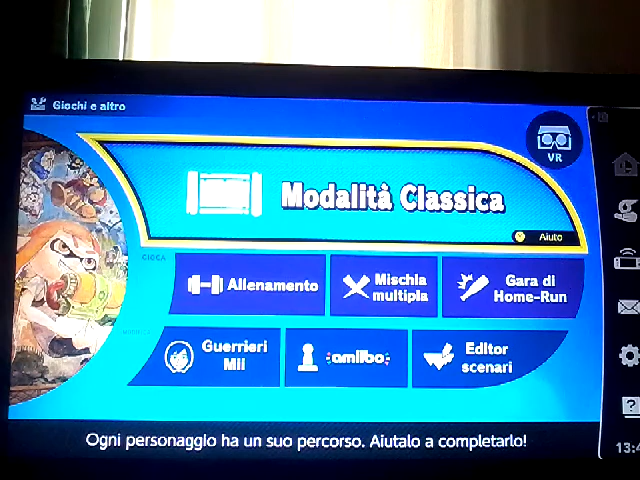 Giochi e altro
VR
Modalità Classica
Aiuto
GIOCA
Allenamento
Mischia
multipla
Gara di
Home-Run
Guerrieri
Mii
amiibo
Editor
scenari
Ogni personaggio ha un suo percorso. Aiutalo a completarlo!